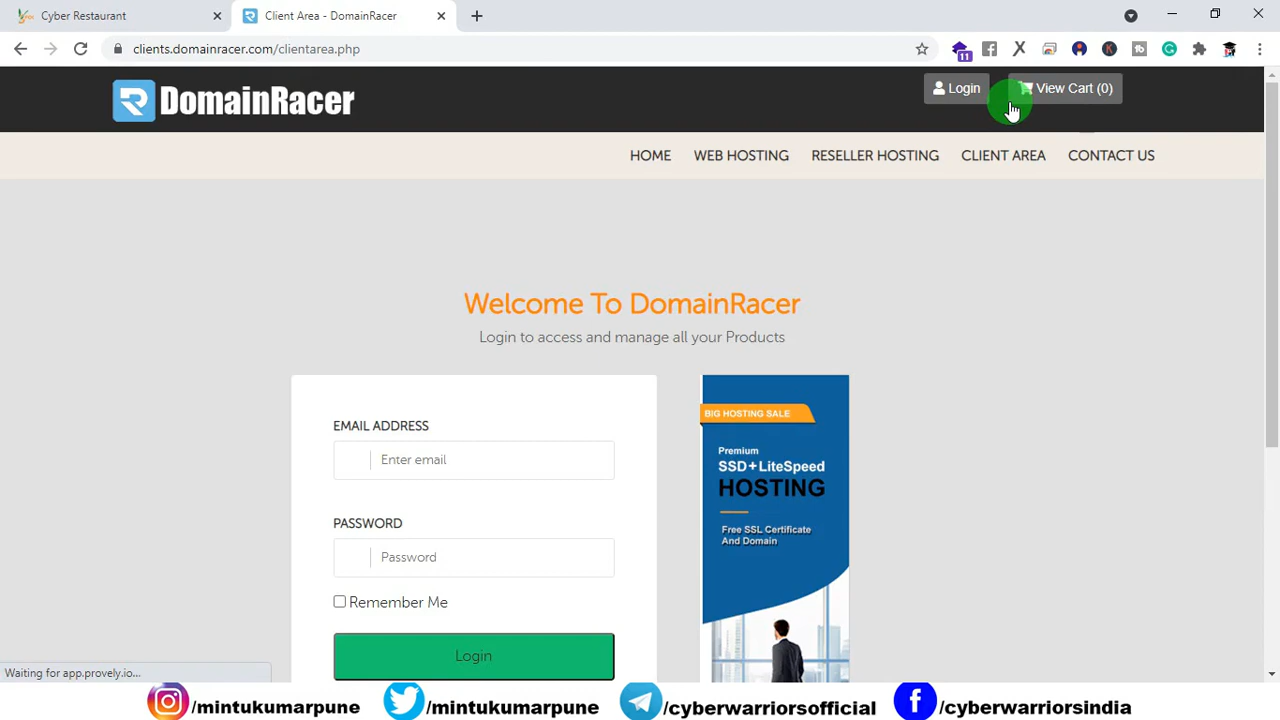 Cyber Restaurant
Client Area - DomainRacer
clients.domainracer.com/clientarea.php
11
DomainRacer
Login
View Cart (0)
HOME WEB HOSTING RESELLER HOSTING CLIENT AREA CONTACT US
Welcome To DomainRacer
Login to access and manage all your Products
EMAIL ADDRESS
Enter email
PASSWORD
Password
Remember Me
Login
BIG HOSTING SALE
Premium
SSD+LiteSpeed
HOSTING
Free SSL Certificate
And Domain
Waiting for app.provely.io...
/mintukumarpune /mintukumarpune /cyberwarriorsofficial /cyberwarriorsindia